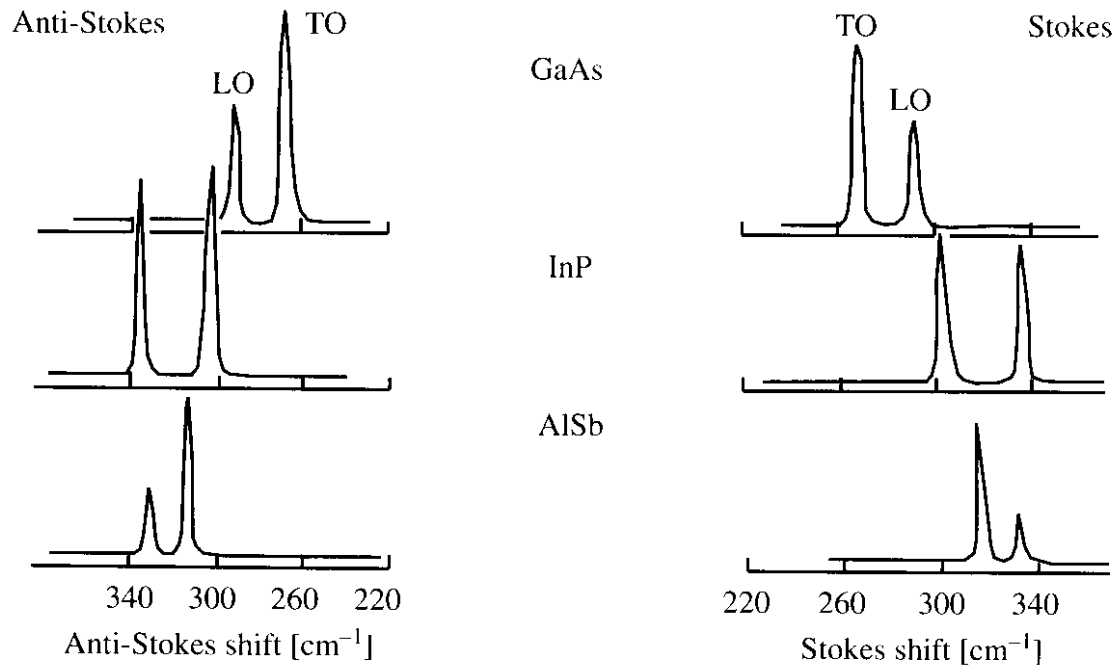 Anti-Stokes
TO
LO
GaAs
TO
Stokes
LO
InP
AlSb
340 300 260 220
Anti-Stokes shift [cm⁻¹]
220 260 300 340
Stokes shift [cm⁻¹]